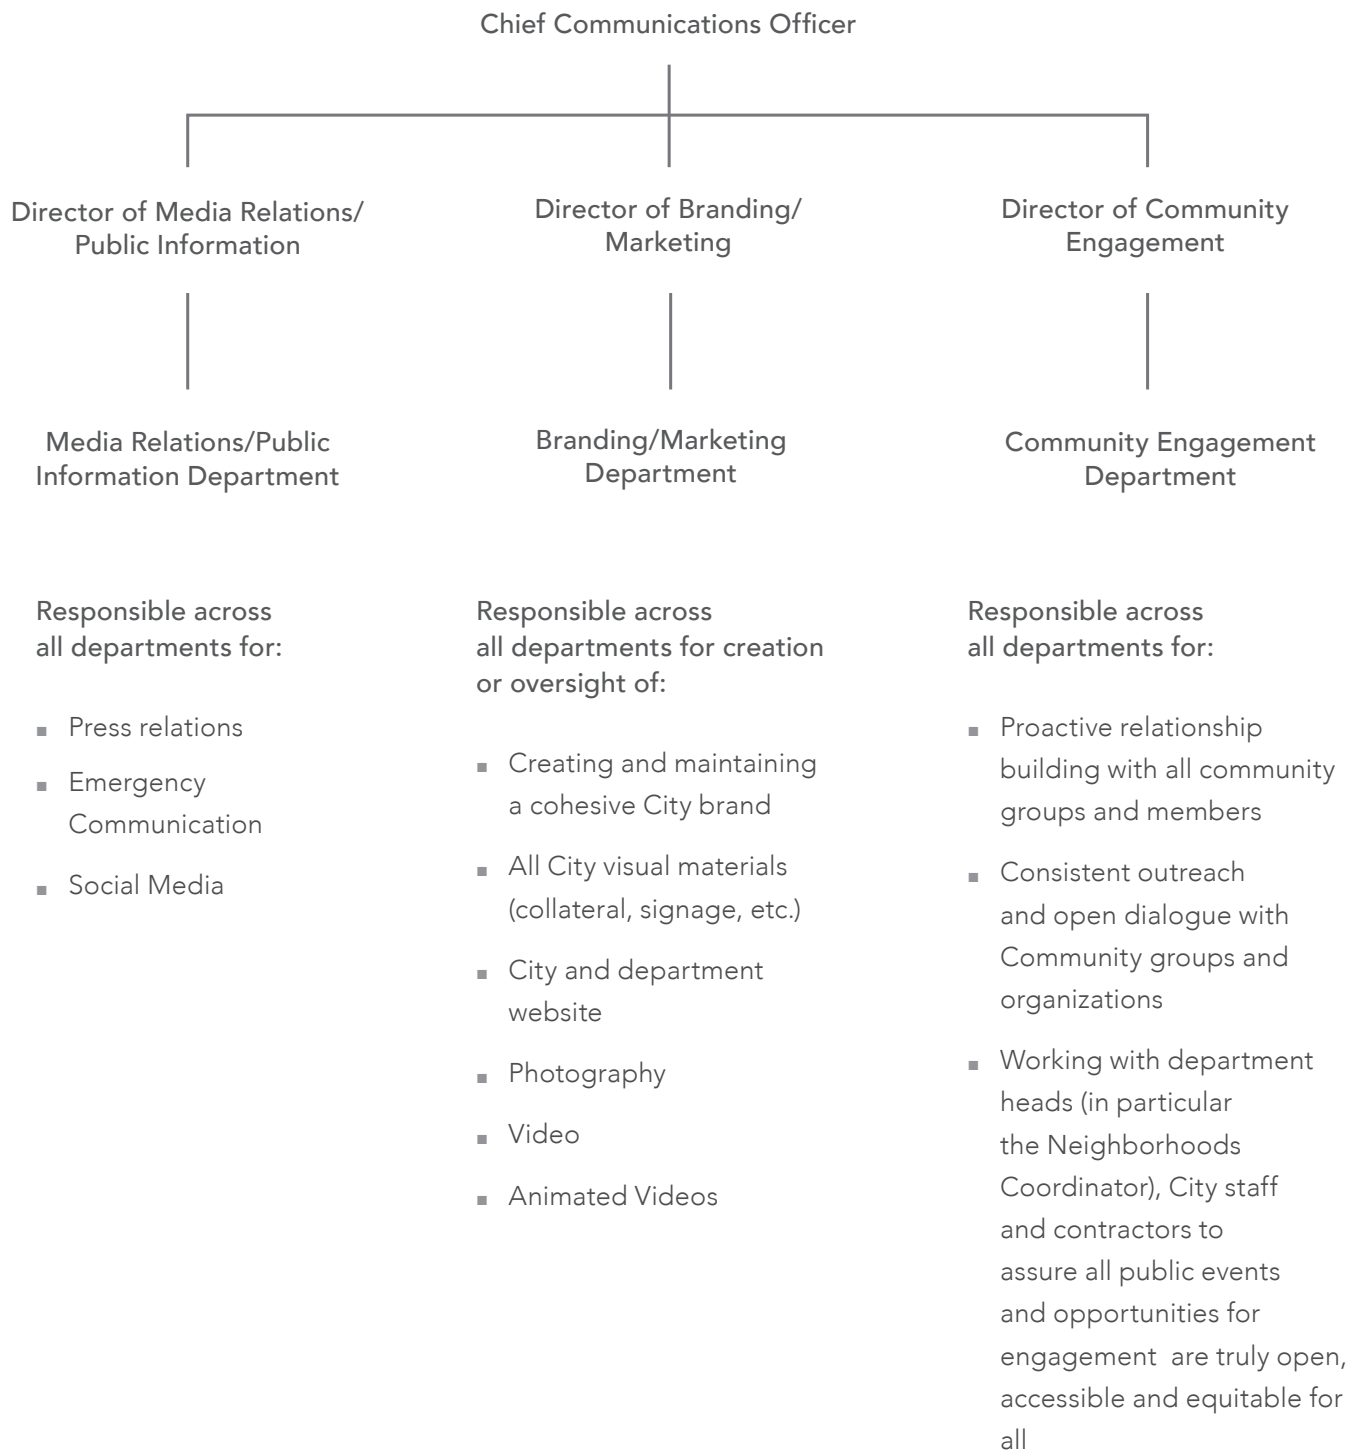 Chief Communications Officer
Director of Media Relations/
Public Information
Director of Branding/
Marketing
Director of Community
Engagement
Media Relations/Public
Information Department
Branding/Marketing
Department
Community Engagement
Department
Responsible across
all departments for:
▪ Press relations
▪ Emergency
Communication
▪ Social Media
Responsible across
all departments for creation
or oversight of:
▪ Creating and maintaining
a cohesive City brand
▪ All City visual materials
(collateral, signage, etc.)
▪ City and department
website
▪ Photography
▪ Video
▪ Animated Videos
Responsible across
all departments for:
▪ Proactive relationship
building with all community
groups and members
▪ Consistent outreach
and open dialogue with
Community groups and
organizations
▪ Working with department
heads (in particular
the Neighborhoods
Coordinator), City staff
and contractors to
assure all public events
and opportunities for
engagement  are truly open,
accessible and equitable for
all